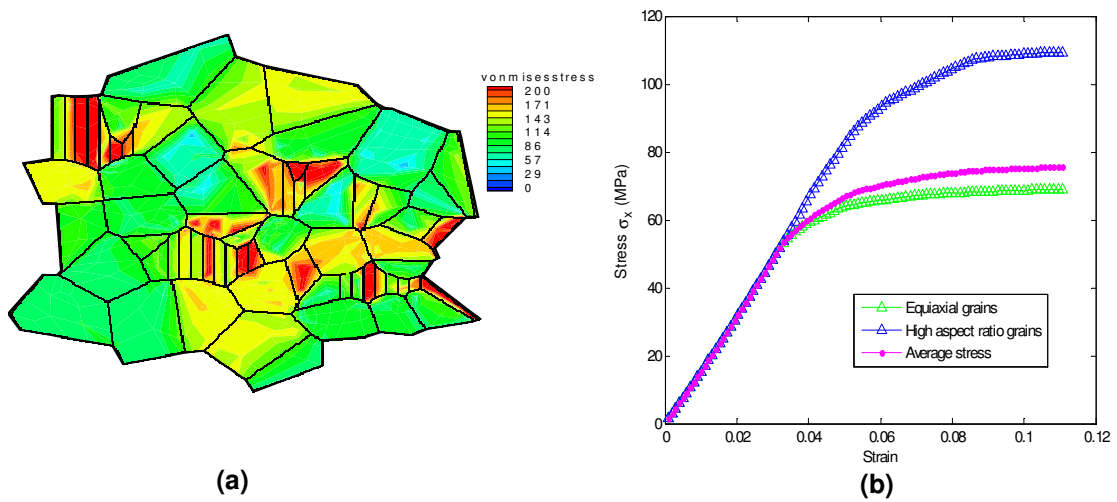 vonmisesstress
200
171
143
114
86
57
29
0
(a)
120
100
80
60
40
20
0
Stress σx (MPa)
Equiaxial grains
High aspect ratio grains
Average stress
0 0.02 0.04 0.06 0.08 0.1 0.12
Strain
(b)